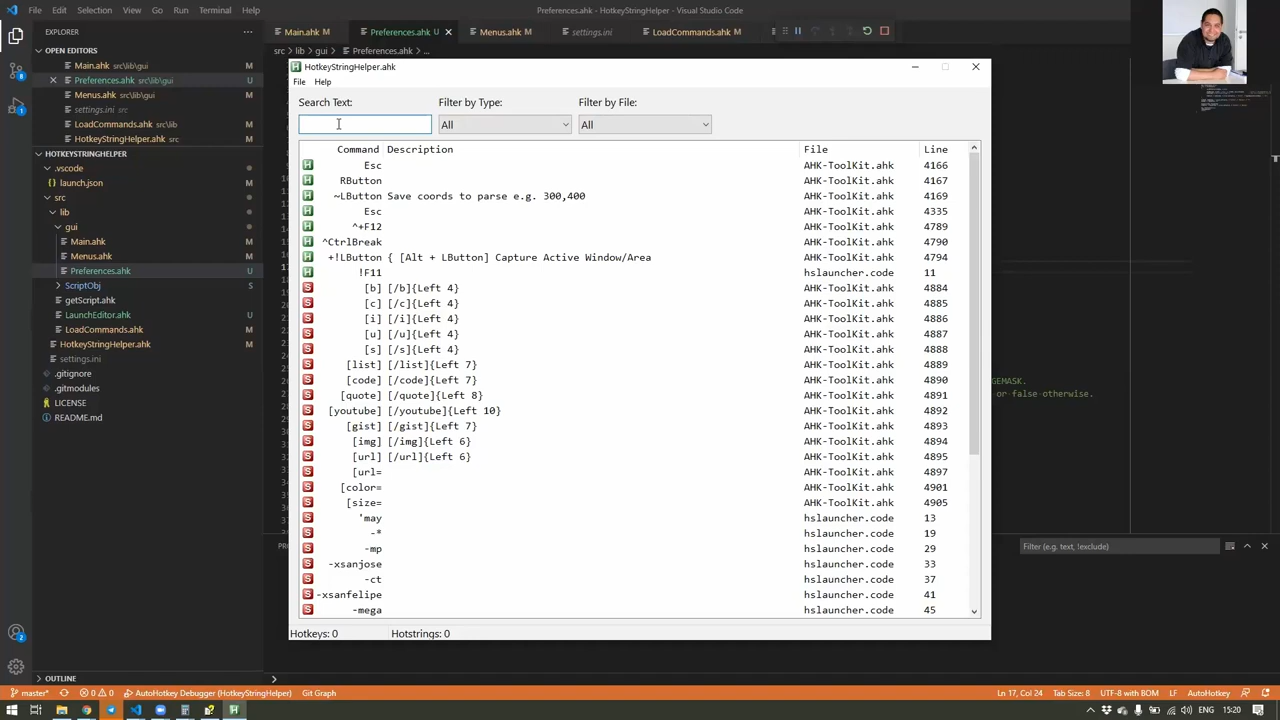 File Edit Selection View Go Run Terminal Help
Preferences.ahk - HotkeyStringHelper - Visual Studio Code
EXPLORER
Main.ahk M
Preferences.ahk U
Menus.ahk M
settings.ini
LoadCommands.ahk M
src > lib > gui > Preferences.ahk > ...
OPEN EDITORS
Main.ahk src\lib\gui M
Preferences.ahk src\lib\gui U
Menus.ahk src\lib\gui M
settings.ini
LoadCommands.ahk src\lib M
HotkeyStringHelper.ahk src M
HOTKEYSTRINGHELPER
.vscode
launch.json U
src
lib
gui
Main.ahk M
Menus.ahk M
Preferences.ahk U
ScriptObj S
getScript.ahk
LaunchEditor.ahk U
LoadCommands.ahk M
HotkeyStringHelper.ahk M
settings.ini
.gitignore
.gitmodules
LICENSE
README.md
OUTLINE
HotkeyStringHelper.ahk
File Help
Search Text: Filter by Type: Filter by File:
All All
Command Description File Line
Esc AHK-ToolKit.ahk 4166
RButton AHK-ToolKit.ahk 4167
~LButton Save coords to parse e.g. 300,400 AHK-ToolKit.ahk 4169
Esc AHK-ToolKit.ahk 4335
^+F12 AHK-ToolKit.ahk 4789
^CtrlBreak AHK-ToolKit.ahk 4790
+!LButton { [Alt + LButton] Capture Active Window/Area AHK-ToolKit.ahk 4794
!F11 hslauncher.code 11
[b] [/b]{Left 4} AHK-ToolKit.ahk 4884
[c] [/c]{Left 4} AHK-ToolKit.ahk 4885
[i] [/i]{Left 4} AHK-ToolKit.ahk 4886
[u] [/u]{Left 4} AHK-ToolKit.ahk 4887
[s] [/s]{Left 4} AHK-ToolKit.ahk 4888
[list] [/list]{Left 7} AHK-ToolKit.ahk 4889
[code] [/code]{Left 7} AHK-ToolKit.ahk 4890
[quote] [/quote]{Left 8} AHK-ToolKit.ahk 4891
[youtube] [/youtube]{Left 10} AHK-ToolKit.ahk 4892
[gist] [/gist]{Left 7} AHK-ToolKit.ahk 4893
[img] [/img]{Left 6} AHK-ToolKit.ahk 4894
[url] [/url]{Left 6} AHK-ToolKit.ahk 4895
[url= AHK-ToolKit.ahk 4897
[color= AHK-ToolKit.ahk 4901
[size= AHK-ToolKit.ahk 4905
'may hslauncher.code 13
-* hslauncher.code 19
-mp hslauncher.code 29
-xsanjose hslauncher.code 33
-ct hslauncher.code 37
-xsanfelipe hslauncher.code 41
-mega hslauncher.code 45
Hotkeys: 0 Hotstrings: 0
GEMASK.
or false otherwise.
Filter (e.g. text, !exclude)
master* 0 0 AutoHotkey Debugger (HotkeyStringHelper) Git Graph
Ln 17, Col 24 Tab Size: 8 UTF-8 with BOM LF AutoHotkey
ENG 15:20